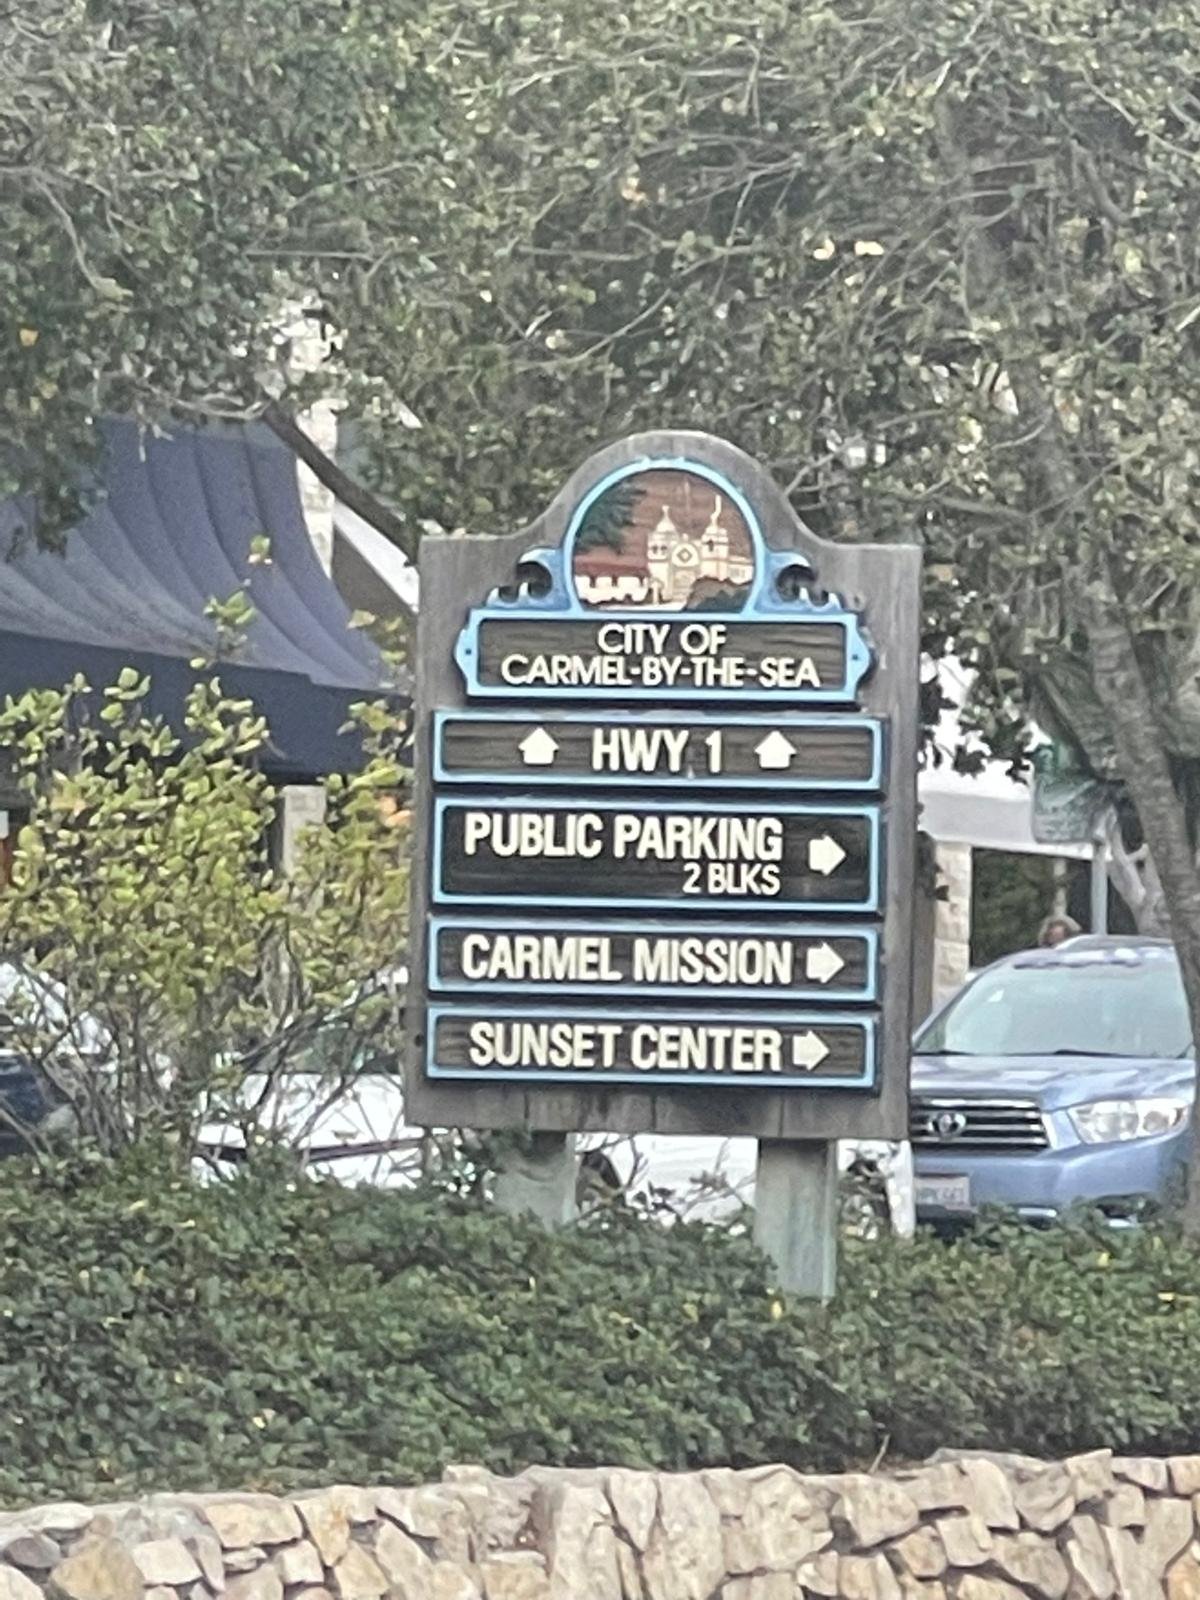 CITY OF
CARMEL-BY-THE-SEA
HWY 1
PUBLIC PARKING
2 BLKS
CARMEL MISSION
SUNSET CENTER